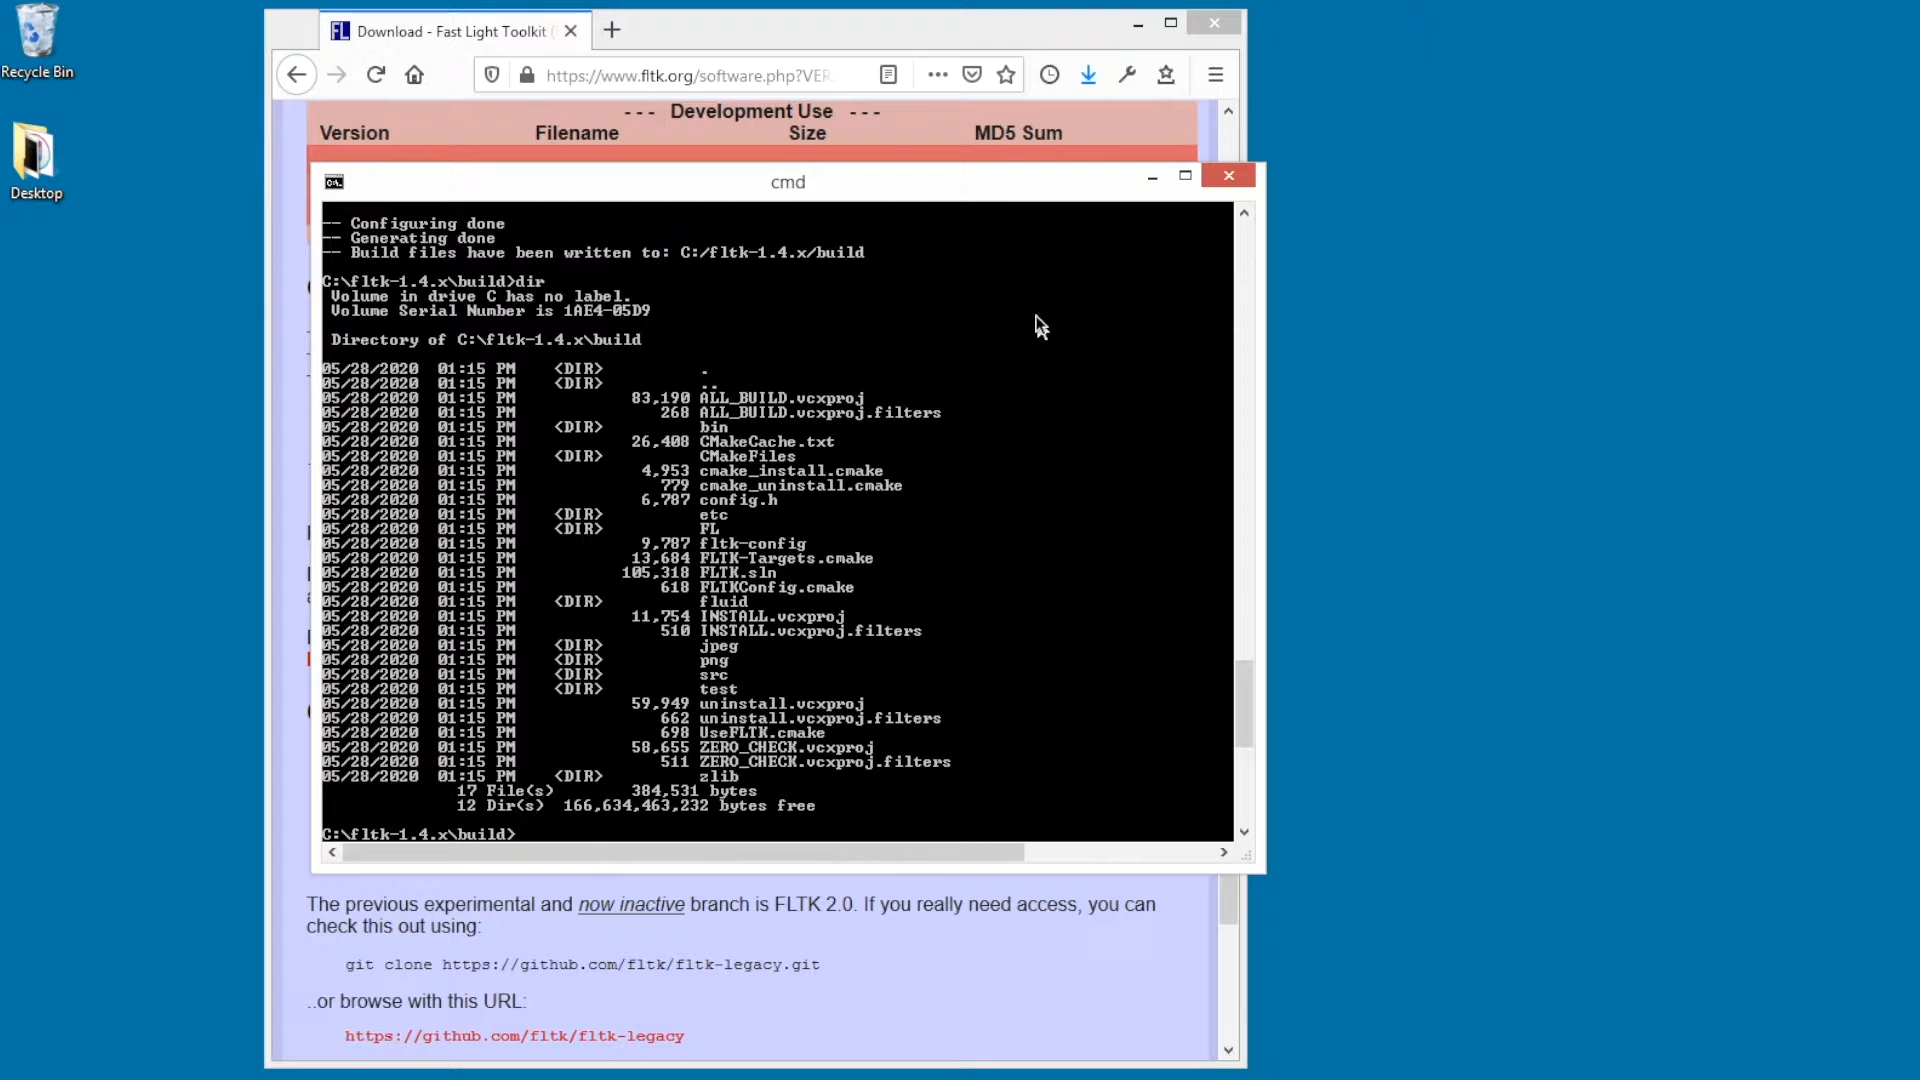 Recycle Bin
Desktop
Download - Fast Light Toolkit (
https://www.fltk.org/software.php?VER
- - - Development Use - - -
Version Filename Size MD5 Sum
cmd
-- Configuring done
-- Generating done
-- Build files have been written to: C:/fltk-1.4.x/build
C:\fltk-1.4.x\build>dir
Volume in drive C has no label.
Volume Serial Number is 1AE4-05D9
Directory of C:\fltk-1.4.x\build
05/28/2020 01:15 PM <DIR> .
05/28/2020 01:15 PM <DIR> ..
05/28/2020 01:15 PM 83,190 ALL_BUILD.vcxproj
05/28/2020 01:15 PM 268 ALL_BUILD.vcxproj.filters
05/28/2020 01:15 PM <DIR> bin
05/28/2020 01:15 PM 26,408 CMakeCache.txt
05/28/2020 01:15 PM <DIR> CMakeFiles
05/28/2020 01:15 PM 4,953 cmake_install.cmake
05/28/2020 01:15 PM 779 cmake_uninstall.cmake
05/28/2020 01:15 PM 6,787 config.h
05/28/2020 01:15 PM <DIR> etc
05/28/2020 01:15 PM <DIR> FL
05/28/2020 01:15 PM 9,787 fltk-config
05/28/2020 01:15 PM 13,684 FLTK-Targets.cmake
05/28/2020 01:15 PM 105,318 FLTK.sln
05/28/2020 01:15 PM 618 FLTKConfig.cmake
05/28/2020 01:15 PM <DIR> fluid
05/28/2020 01:15 PM 11,754 INSTALL.vcxproj
05/28/2020 01:15 PM 510 INSTALL.vcxproj.filters
05/28/2020 01:15 PM <DIR> jpeg
05/28/2020 01:15 PM <DIR> png
05/28/2020 01:15 PM <DIR> src
05/28/2020 01:15 PM <DIR> test
05/28/2020 01:15 PM 59,949 uninstall.vcxproj
05/28/2020 01:15 PM 662 uninstall.vcxproj.filters
05/28/2020 01:15 PM 698 UseFLTK.cmake
05/28/2020 01:15 PM 58,655 ZERO_CHECK.vcxproj
05/28/2020 01:15 PM 511 ZERO_CHECK.vcxproj.filters
05/28/2020 01:15 PM <DIR> zlib
17 File(s) 384,531 bytes
12 Dir(s) 166,634,463,232 bytes free
C:\fltk-1.4.x\build>
The previous experimental and now inactive branch is FLTK 2.0. If you really need access, you can
check this out using:
git clone https://github.com/fltk/fltk-legacy.git
..or browse with this URL:
https://github.com/fltk/fltk-legacy